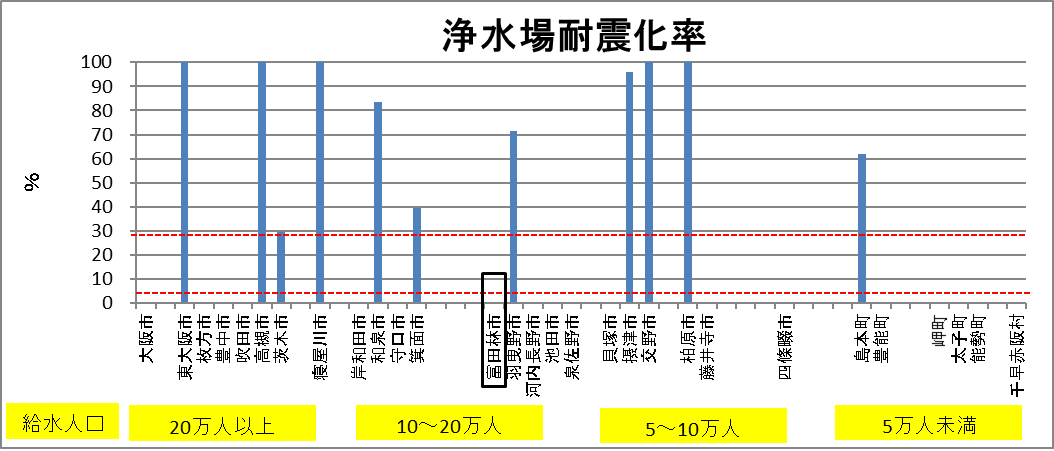 浄水場耐震化率
100
90
80
70
60
50
40
30
20
10
0
%
大阪市
東大阪市
枚方市
豊中市
吹田市
高槻市
茨木市
寝屋川市
岸和田市
和泉市
守口市
箕面市
富田林市
羽曳野市
河内長野市
池田市
泉佐野市
貝塚市
摂津市
交野市
柏原市
藤井寺市
四條畷市
島本町
豊能町
岬町
太子町
能勢町
千早赤阪村
給水人口
20万人以上
10～20万人
5～10万人
5万人未満